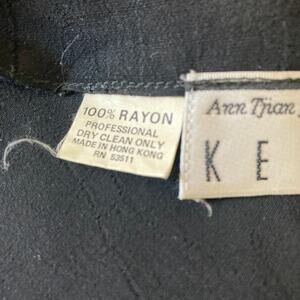 100% RAYON
PROFESSIONAL
DRY CLEAN ONLY
MADE IN HONG KONG
RN 53511
Ann Tjian
K E